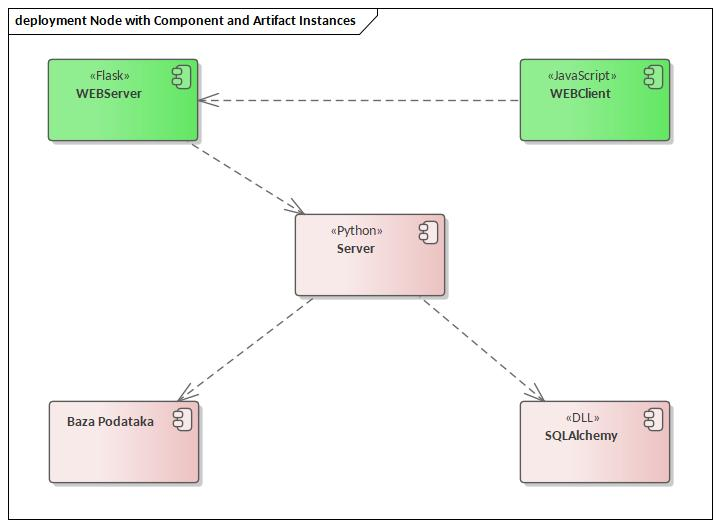 deployment Node with Component and Artifact Instances
«Flask»
WEBServer
«JavaScript»
WEBClient
«Python»
Server
Baza Podataka
«DLL»
SQLAlchemy